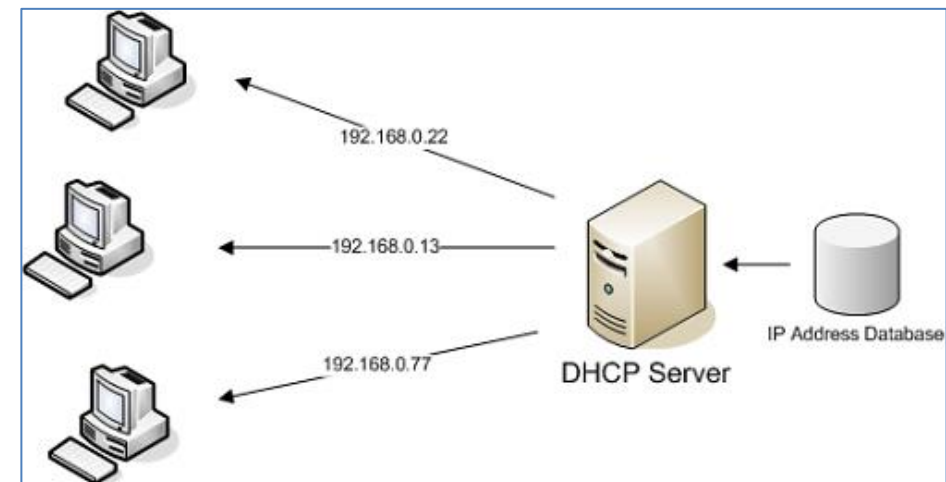 192.168.0.22
192.168.0.13
192.168.0.77
DHCP Server
IP Address Database